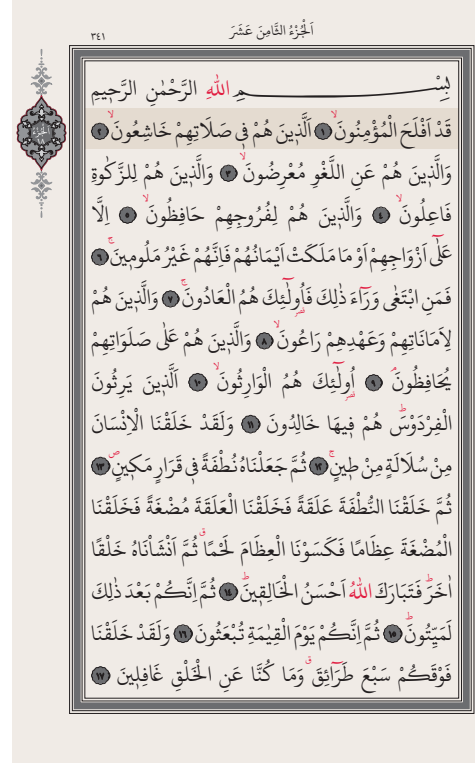 اَلْجُزْءُ الثَّامِنَ عَشَرَ
٣٤١
بِسْمِ اللّٰهِ الرَّحْمٰنِ الرَّح۪يمِ
قَدْ اَفْلَحَ الْمُؤْمِنُونَۙ ﴿١﴾ اَلَّذ۪ينَ هُمْ ف۪ي صَلَاتِهِمْ خَاشِعُونَۙ ﴿٢﴾
وَالَّذ۪ينَ هُمْ عَنِ اللَّغْوِ مُعْرِضُونَۙ ﴿٣﴾ وَالَّذ۪ينَ هُمْ لِلزَّكٰوةِ
فَاعِلُونَۙ ﴿٤﴾ وَالَّذ۪ينَ هُمْ لِفُرُوجِهِمْ حَافِظُونَۙ ﴿٥﴾ اِلَّا
عَلٰٓى اَزْوَاجِهِمْ اَوْ مَا مَلَكَتْ اَيْمَانُهُمْ فَاِنَّهُمْ غَيْرُ مَلُوم۪ينَۚ ﴿٦﴾
فَمَنِ ابْتَغٰى وَرَٓاءَ ذٰلِكَ فَاُو۬لٰٓئِكَ هُمُ الْعَادُونَۚ ﴿٧﴾ وَالَّذ۪ينَ هُمْ
لِاَمَانَاتِهِمْ وَعَهْدِهِمْ رَاعُونَۙ ﴿٨﴾ وَالَّذ۪ينَ هُمْ عَلٰى صَلَوَاتِهِمْ
يُحَافِظُونَۢ ﴿٩﴾ اُو۬لٰٓئِكَ هُمُ الْوَارِثُونَۙ ﴿١٠﴾ اَلَّذ۪ينَ يَرِثُونَ
الْفِرْدَوْسَۜ هُمْ ف۪يهَا خَالِدُونَ ﴿١١﴾ وَلَقَدْ خَلَقْنَا الْاِنْسَانَ
مِنْ سُلَالَةٍ مِنْ ط۪ينٍۚ ﴿١٢﴾ ثُمَّ جَعَلْنَاهُ نُطْفَةً ف۪ي قَرَارٍ مَك۪ينٍۖ ﴿١٣﴾
ثُمَّ خَلَقْنَا النُّطْفَةَ عَلَقَةً فَخَلَقْنَا الْعَلَقَةَ مُضْغَةً فَخَلَقْنَا
الْمُضْغَةَ عِظَامًا فَكَسَوْنَا الْعِظَامَ لَحْمًاۗ ثُمَّ اَنْشَأْنَاهُ خَلْقًا
اٰخَرَۜ فَتَبَارَكَ اللّٰهُ اَحْسَنُ الْخَالِق۪ينَۜ ﴿١٤﴾ ثُمَّ اِنَّكُمْ بَعْدَ ذٰلِكَ
لَمَيِّتُونَۜ ﴿١٥﴾ ثُمَّ اِنَّكُمْ يَوْمَ الْقِيٰمَةِ تُبْعَثُونَ ﴿١٦﴾ وَلَقَدْ خَلَقْنَا
فَوْقَكُمْ سَبْعَ طَرَٓائِقَۗ وَمَا كُنَّا عَنِ الْخَلْقِ غَافِل۪ينَ ﴿١٧﴾